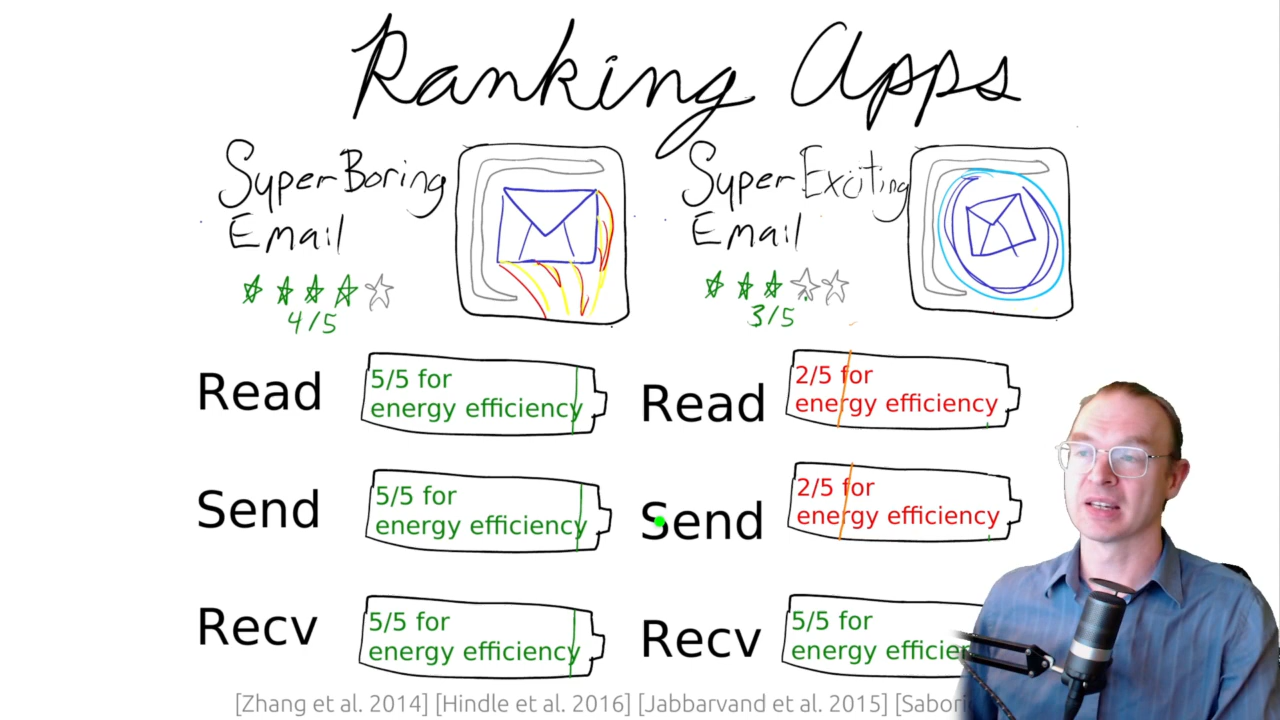 Ranking Apps
Super Boring
Email
4/5
Super Exciting
Email
3/5
Read
5/5 for
energy efficiency
Read
2/5 for
energy efficiency
Send
5/5 for
energy efficiency
Send
2/5 for
energy efficiency
Recv
5/5 for
energy efficiency
Recv
5/5 for
energy
[Zhang et al. 2014] [Hindle et al. 2016] [Jabbarvand et al. 2015]